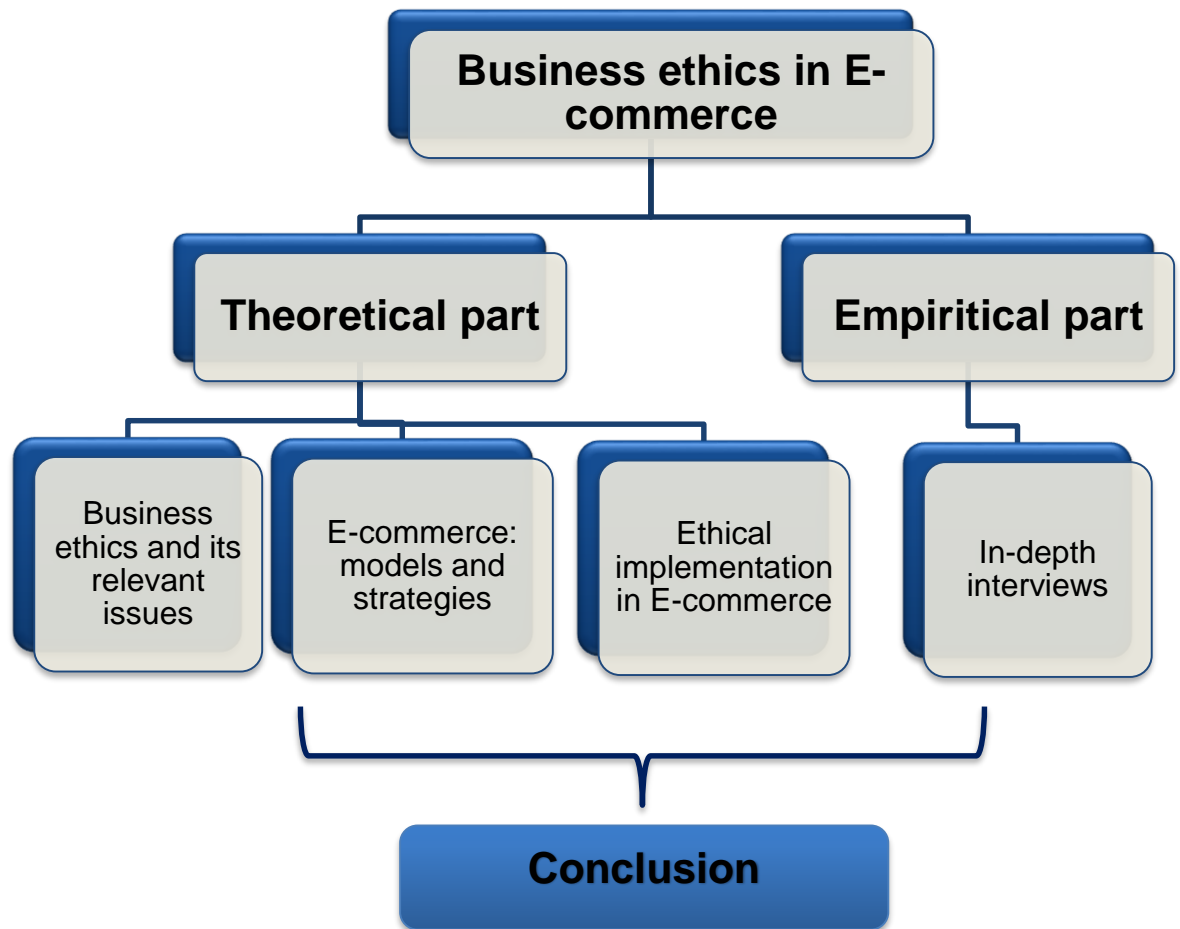 Business ethics in E-
commerce
Theoretical part
Empiritical part
Business
ethics and its
relevant
issues
E-commerce:
models and
strategies
Ethical
implementation
in E-commerce
In-depth
interviews
Conclusion